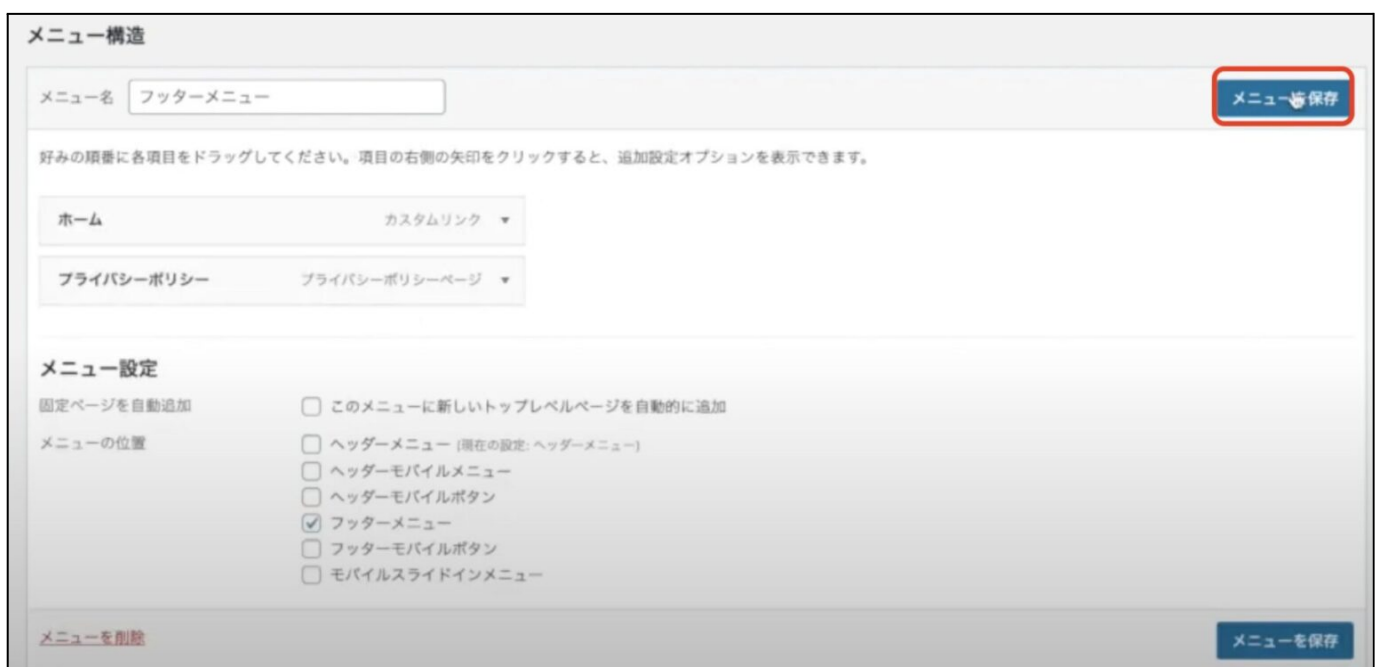 メニュー構造
メニュー名 フッターメニュー メニューを保存
好みの順番に各項目をドラッグしてください。項目の右側の矢印をクリックすると、追加設定オプションを表示できます。
ホーム カスタムリンク ▼
プライバシーポリシー プライバシーポリシーページ ▼
メニュー設定
固定ページを自動追加 このメニューに新しいトップレベルページを自動的に追加
メニューの位置 ヘッダーメニュー (現在の設定: ヘッダーメニュー)
ヘッダーモバイルメニュー
ヘッダーモバイルボタン
フッターメニュー
フッターモバイルボタン
モバイルスライドインメニュー
メニューを削除 メニューを保存